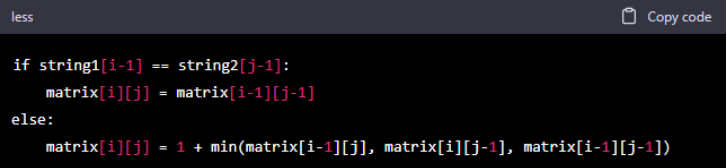 less Copy code
if string1[i-1] == string2[j-1]:
    matrix[i][j] = matrix[i-1][j-1]
else:
    matrix[i][j] = 1 + min(matrix[i-1][j], matrix[i][j-1], matrix[i-1][j-1])